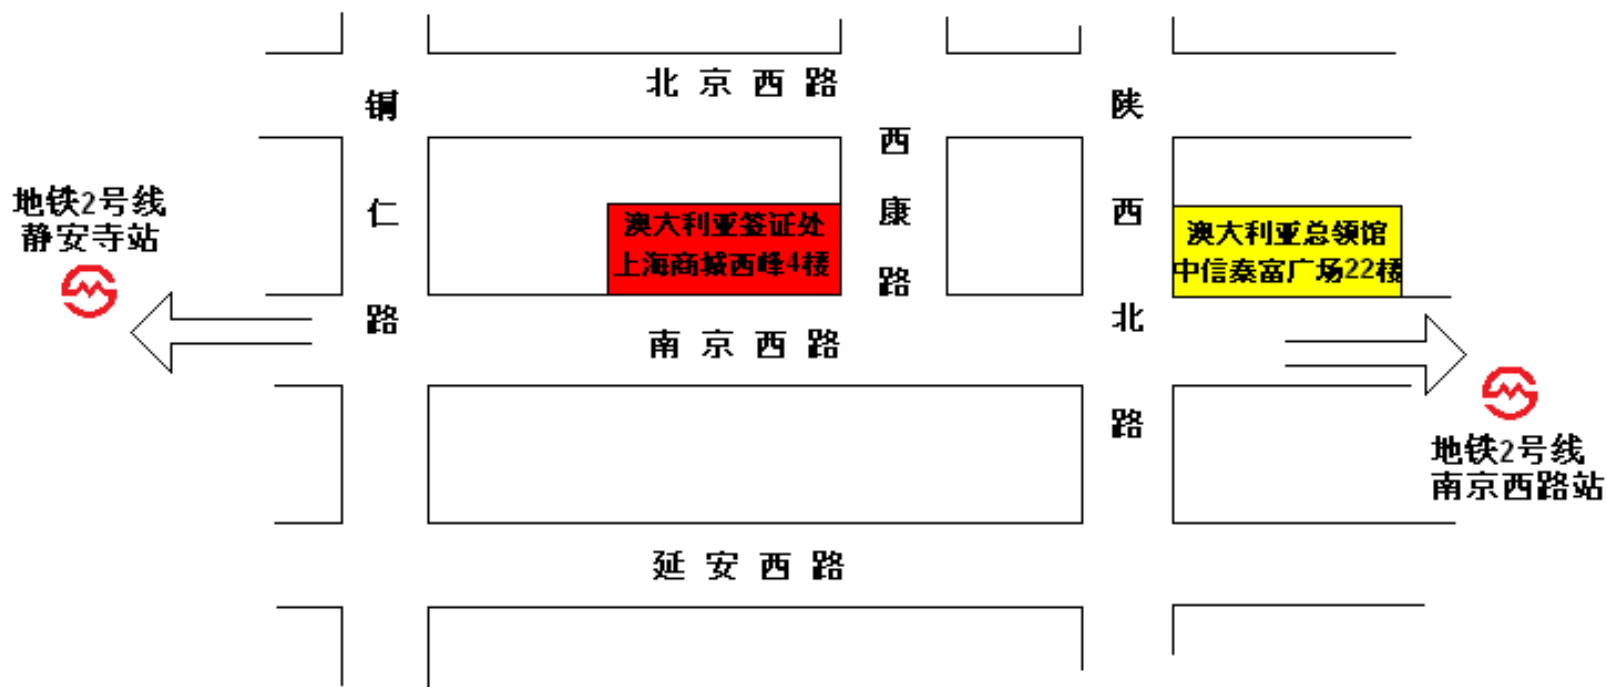 北京西路
铜仁路
西康路
陕西北路
地铁2号线
静安寺站
澳大利亚签证处
上海商城西峰4楼
澳大利亚总领馆
中信泰富广场22楼
南京西路
地铁2号线
南京西路站
延安西路